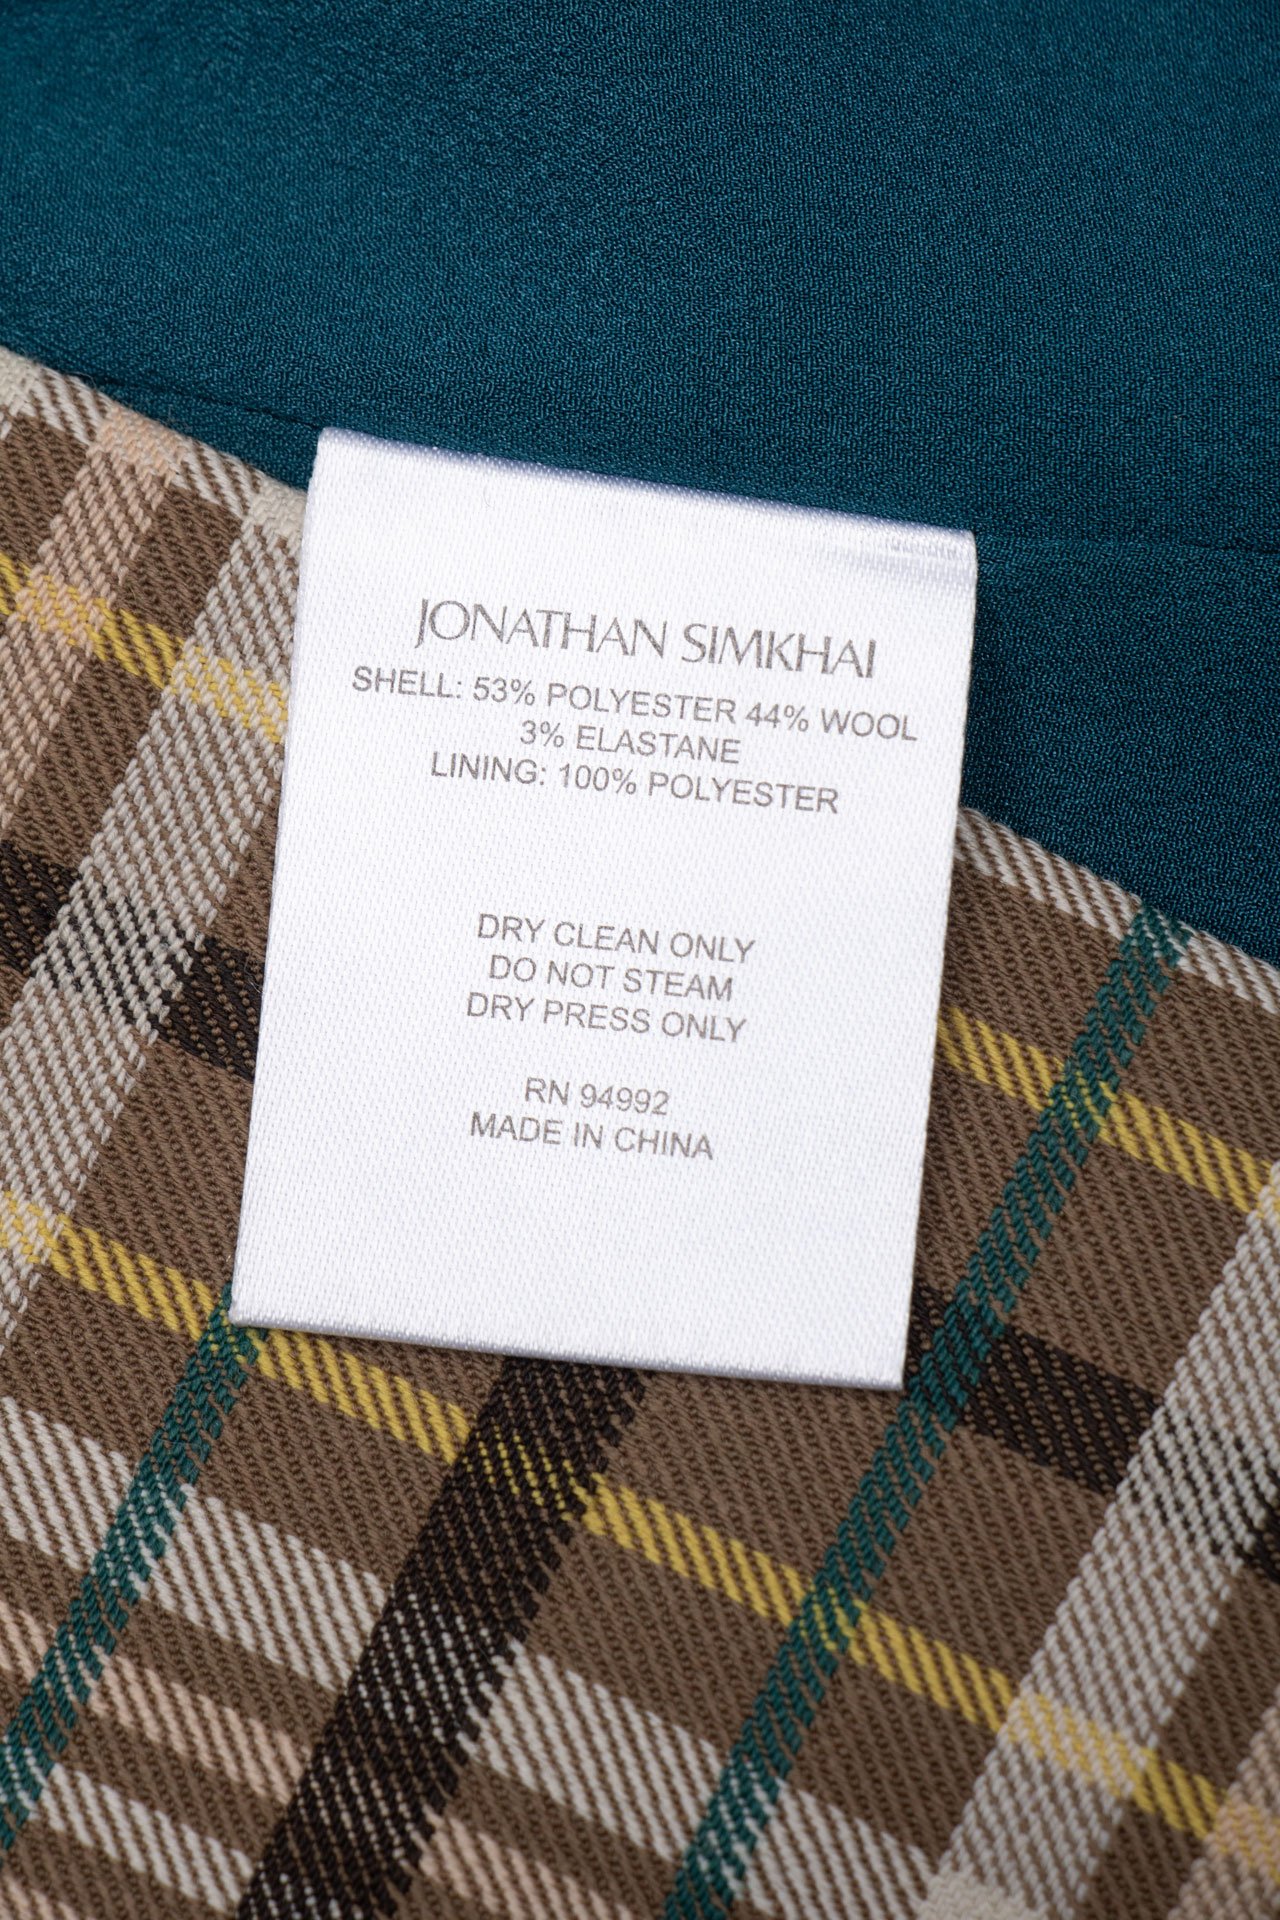 JONATHAN SIMKHAI
SHELL: 53% POLYESTER 44% WOOL
3% ELASTANE
LINING: 100% POLYESTER
DRY CLEAN ONLY
DO NOT STEAM
DRY PRESS ONLY
RN 94992
MADE IN CHINA